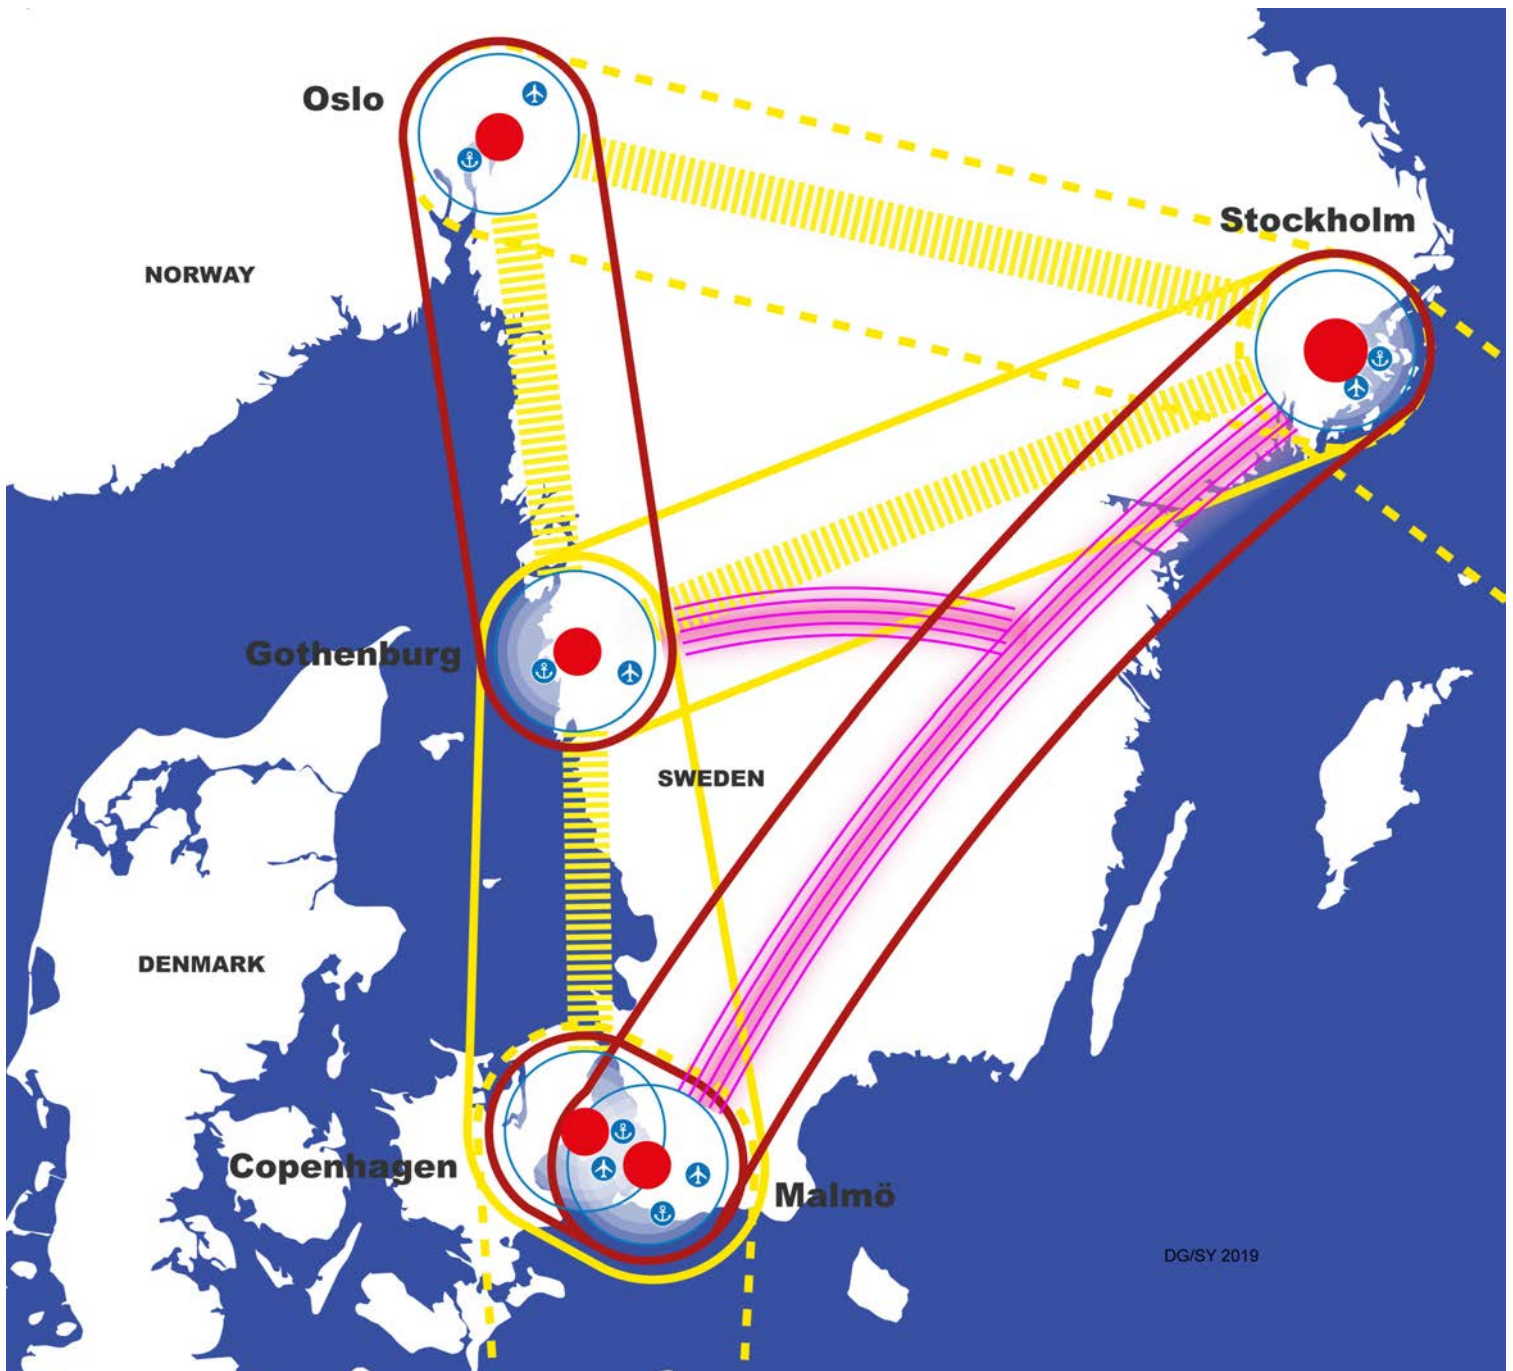 Oslo
Stockholm
NORWAY
Gothenburg
SWEDEN
DENMARK
Copenhagen
Malmö
DG/SY 2019